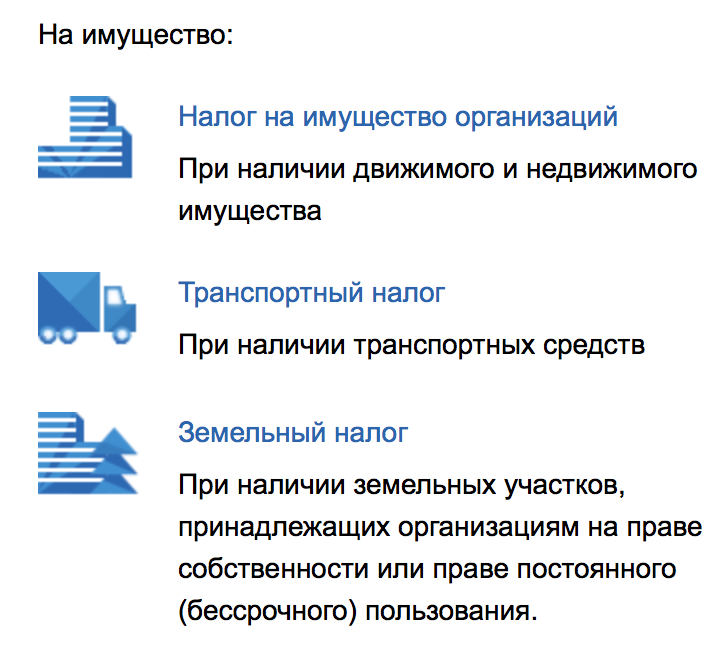 На имущество:
Налог на имущество организаций
При наличии движимого и недвижимого
имущества
Транспортный налог
При наличии транспортных средств
Земельный налог
При наличии земельных участков,
принадлежащих организациям на праве
собственности или праве постоянного
(бессрочного) пользования.